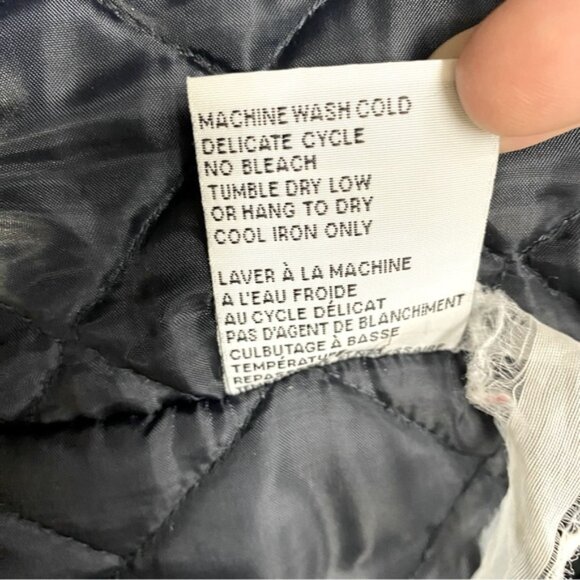 MACHINE WASH COLD
DELICATE CYCLE
NO BLEACH
TUMBLE DRY LOW
OR HANG TO DRY
COOL IRON ONLY
LAVER À LA MACHINE
A L'EAU FROIDE
AU CYCLE DÉLICAT
PAS D'AGENT DE BLANCHIMENT
CULBUTAGE À BASSE